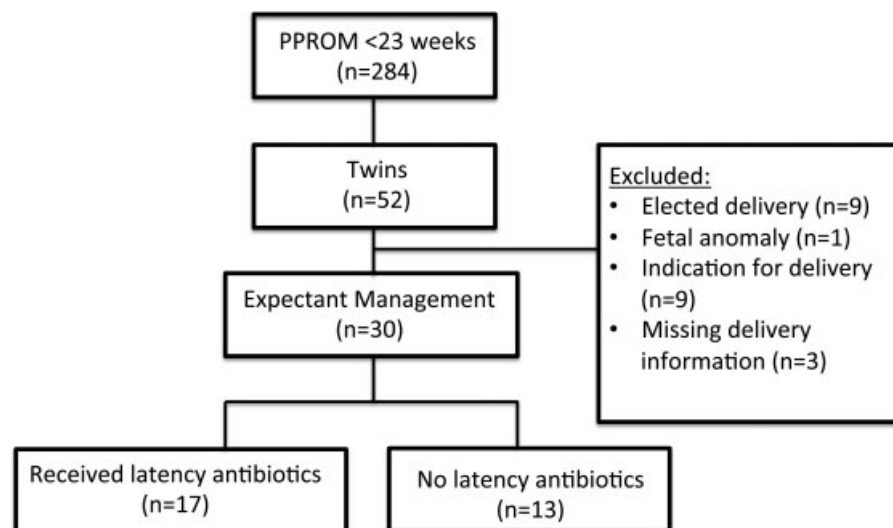 PPROM <23 weeks
(n=284)
Twins
(n=52)
Excluded:
• Elected delivery (n=9)
• Fetal anomaly (n=1)
• Indication for delivery
(n=9)
• Missing delivery
information (n=3)
Expectant Management
(n=30)
Received latency antibiotics
(n=17)
No latency antibiotics
(n=13)